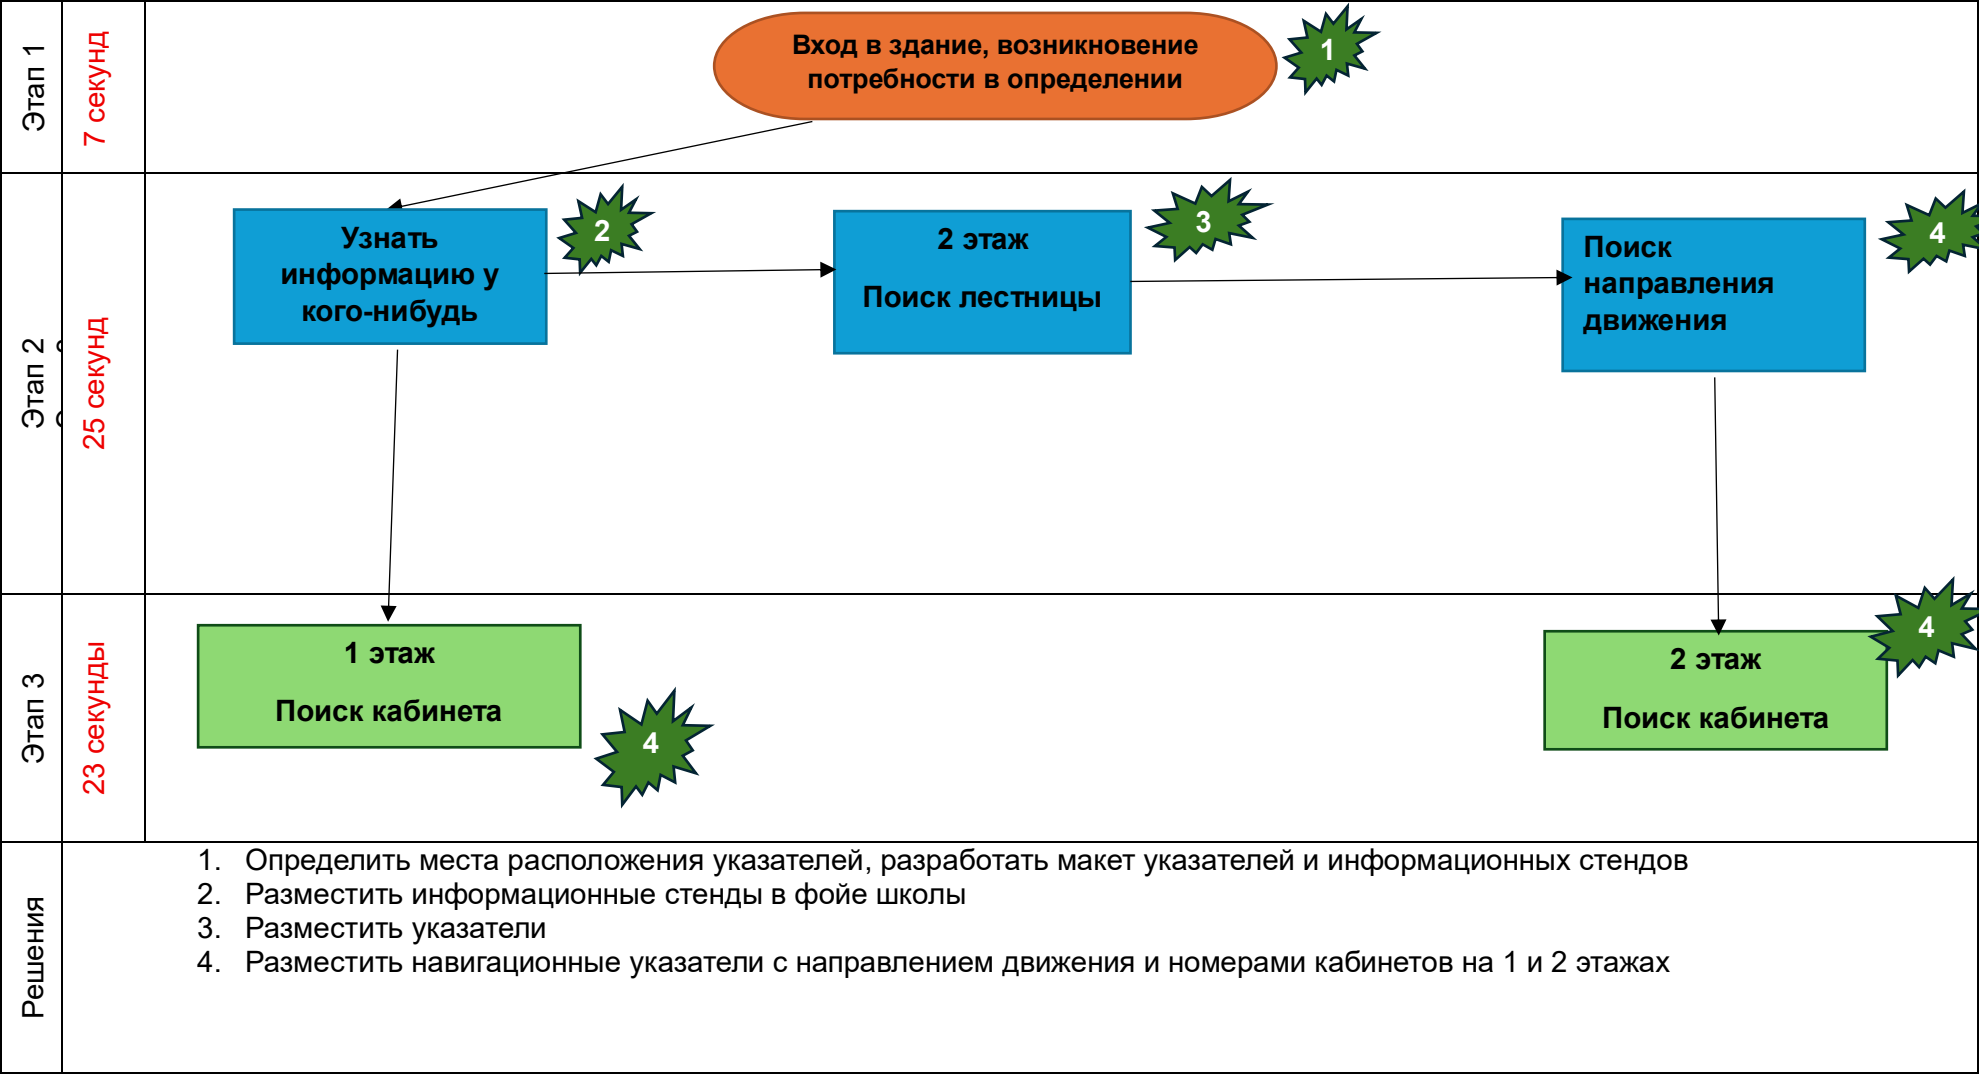 Этап 1
7 секунд
Вход в здание, возникновение
потребности в определении
1
Этап 2
25 секунд
Узнать
информацию у
кого-нибудь
2
2 этаж
Поиск лестницы
3
Поиск
направления
движения
4
Этап 3
23 секунды
1 этаж
Поиск кабинета
4
2 этаж
Поиск кабинета
4
Решения
1. Определить места расположения указателей, разработать макет указателей и информационных стендов
2. Разместить информационные стенды в фойе школы
3. Разместить указатели
4. Разместить навигационные указатели с направлением движения и номерами кабинетов на 1 и 2 этажах